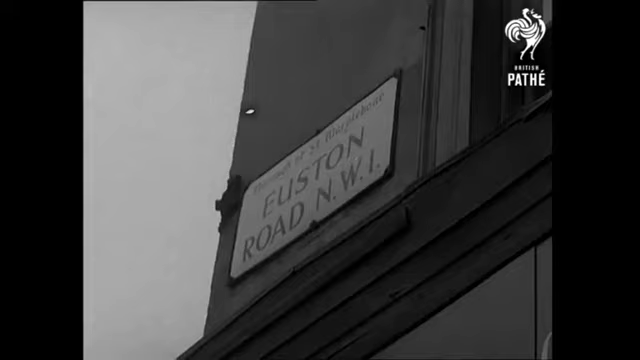 Borough of St Marylebone
EUSTON
ROAD N.W.1.
BRITISH
PATHÉ